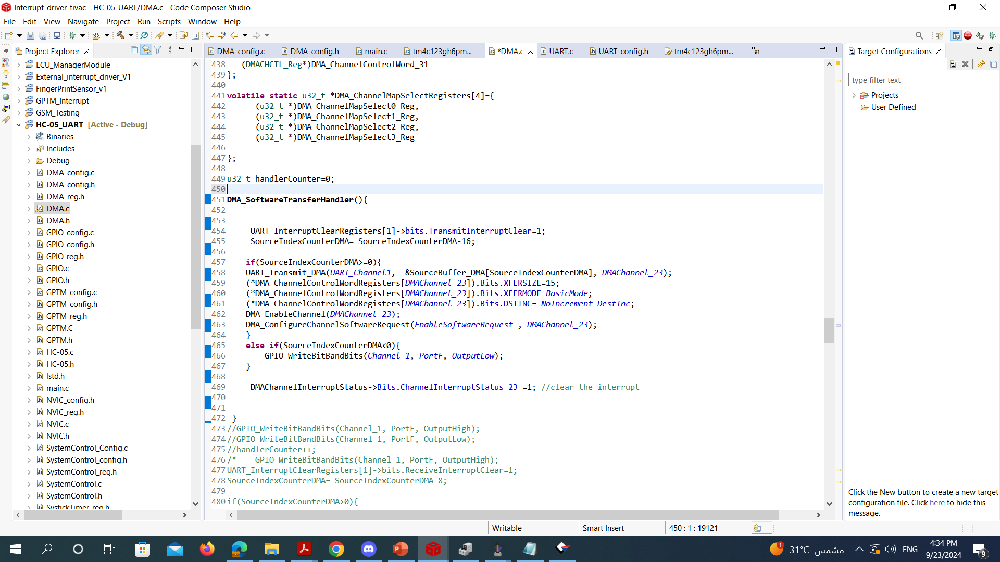 Interrupt_driver_tivac - HC-05_UART/DMA.c - Code Composer Studio
File Edit View Navigate Project Run Scripts Window Help
Project Explorer
ECU_ManagerModule
External_interrupt_driver_V1
FingerPrintSensor_v1
GPTM_Interrupt
GSM_Testing
HC-05_UART [Active - Debug]
Binaries
Includes
Debug
DMA_config.c
DMA_config.h
DMA_reg.h
DMA.c
DMA.h
GPIO_config.c
GPIO_config.h
GPIO_reg.h
GPIO.c
GPIO.h
GPTM_config.c
GPTM_config.h
GPTM_reg.h
GPTM.C
GPTM.h
HC-05.c
HC-05.h
lstd.h
main.c
NVIC_config.h
NVIC_reg.h
NVIC.c
NVIC.h
SystemControl_Config.c
SystemControl_config.h
SystemControl_reg.h
SystemControl.c
SystemControl.h
SystickTimer_reg.h
DMA_config.c DMA_config.h main.c tm4c123gh6pm... *DMA.c UART.c UART_config.h tm4c123gh6pm... »91
438 (DMACHCTL_Reg*)DMA_ChannelControlWord_31
439 };
440
441 volatile static u32_t *DMA_ChannelMapSelectRegisters[4]={
442 (u32_t *)DMA_ChannelMapSelect0_Reg,
443 (u32_t *)DMA_ChannelMapSelect1_Reg,
444 (u32_t *)DMA_ChannelMapSelect2_Reg,
445 (u32_t *)DMA_ChannelMapSelect3_Reg
446
447 };
448
449 u32_t handlerCounter=0;
450
451 DMA_SoftwareTransferHandler(){
452
453
454 UART_InterruptClearRegisters[1]->bits.TransmitInterruptClear=1;
455 SourceIndexCounterDMA= SourceIndexCounterDMA-16;
456
457 if(SourceIndexCounterDMA>=0){
458 UART_Transmit_DMA(UART_Channel1, &SourceBuffer_DMA[SourceIndexCounterDMA], DMAChannel_23);
459 (*DMA_ChannelControlWordRegisters[DMAChannel_23]).Bits.XFERSIZE=15;
460 (*DMA_ChannelControlWordRegisters[DMAChannel_23]).Bits.XFERMODE=BasicMode;
461 (*DMA_ChannelControlWordRegisters[DMAChannel_23]).Bits.DSTINC= NoIncrement_DestInc;
462 DMA_EnableChannel(DMAChannel_23);
463 DMA_ConfigureChannelSoftwareRequest(EnableSoftwareRequest , DMAChannel_23);
464 }
465 else if(SourceIndexCounterDMA<0){
466 GPIO_WriteBitBandBits(Channel_1, PortF, OutputLow);
467 }
468
469 DMAChannelInterruptStatus->Bits.ChannelInterruptStatus_23 =1; //clear the interrupt
470
471
472 }
473 //GPIO_WriteBitBandBits(Channel_1, PortF, OutputHigh);
474 //GPIO_WriteBitBandBits(Channel_1, PortF, OutputLow);
475 //handlerCounter++;
476 /* GPIO_WriteBitBandBits(Channel_1, PortF, OutputHigh);
477 UART_InterruptClearRegisters[1]->bits.ReceiveInterruptClear=1;
478 SourceIndexCounterDMA= SourceIndexCounterDMA-8;
479
480 if(SourceIndexCounterDMA>0){
Target Configurations
type filter text
Projects
User Defined
Click the New button to create a new target
configuration file. Click here to hide this
message.
Writable Smart Insert 450 : 1 : 19121
1 31°C مشمس ENG 4:34 PM
9/23/2024 9